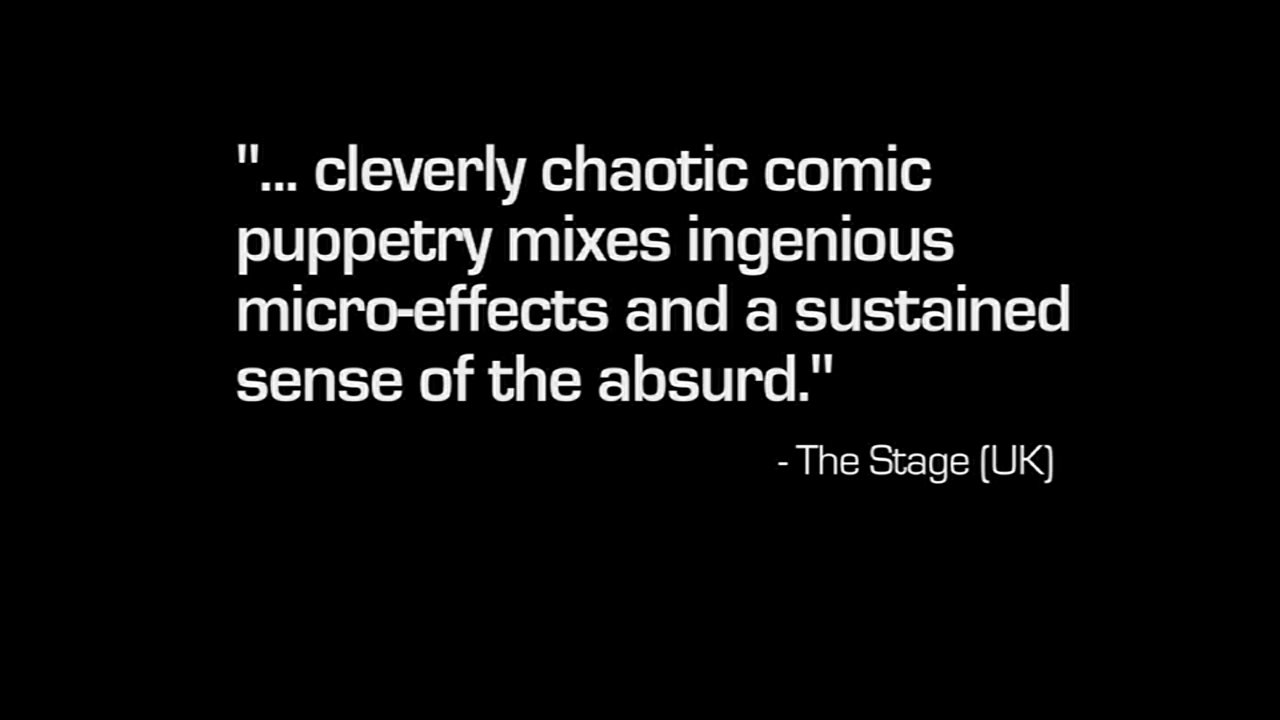 "... cleverly chaotic comic
puppetry mixes ingenious
micro-effects and a sustained
sense of the absurd."
- The Stage (UK)